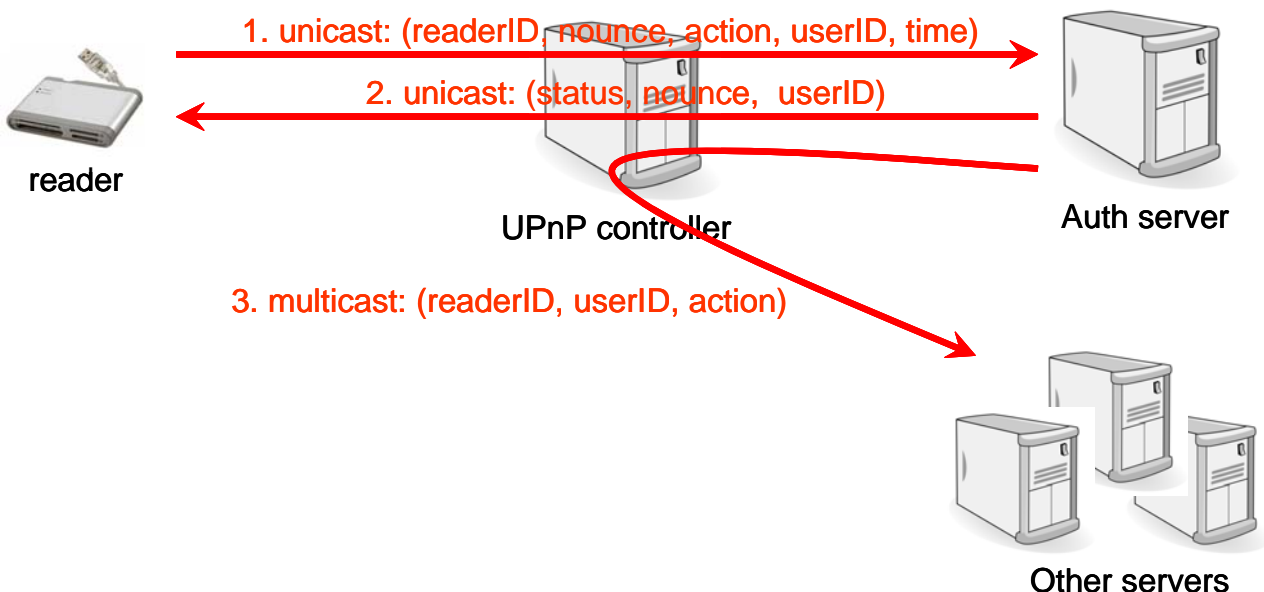 1. unicast: (readerID, nounce, action, userID, time)
2. unicast: (status, nounce,  userID)
reader
UPnP controller
Auth server
3. multicast: (readerID, userID, action)
Other servers